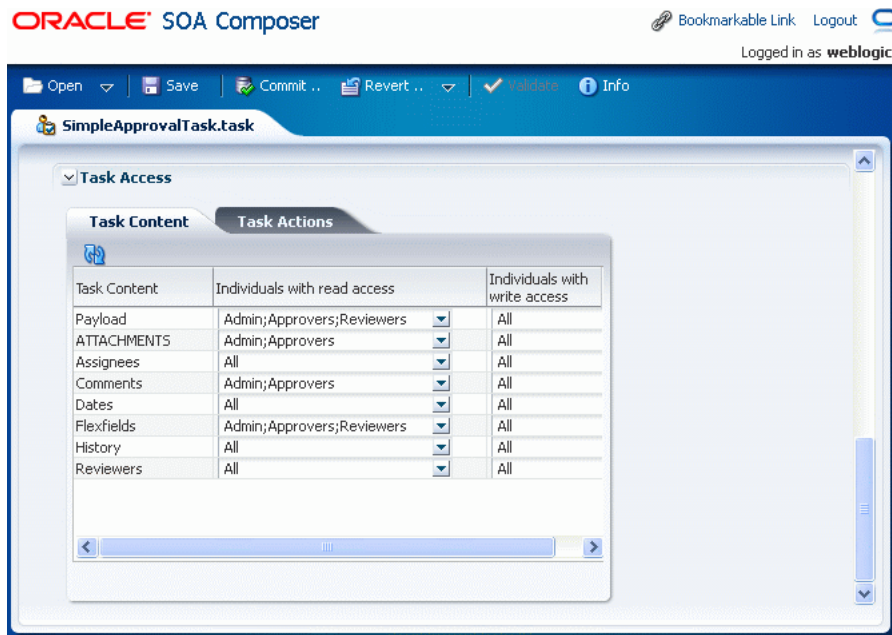 ORACLE SOA Composer
Bookmarkable Link Logout
Logged in as weblogic
Open Save Commit .. Revert .. Validate Info
SimpleApprovalTask.task
Task Access
Task Content Task Actions
Task Content Individuals with read access Individuals with write access
Payload Admin;Approvers;Reviewers All
ATTACHMENTS Admin;Approvers All
Assignees All All
Comments Admin;Approvers All
Dates All All
Flexfields Admin;Approvers;Reviewers All
History All All
Reviewers All All